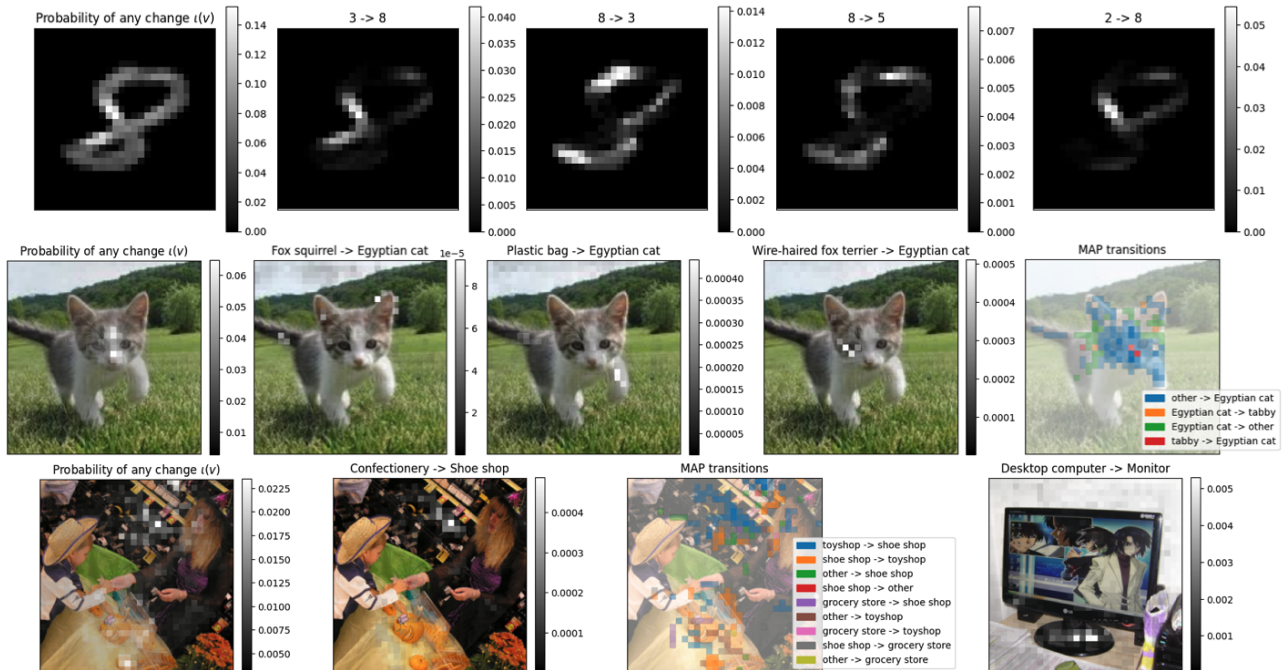 Probability of any change ι(v)
0.14
0.12
0.10
0.08
0.06
0.04
0.02
0.00
3 -> 8
0.040
0.035
0.030
0.025
0.020
0.015
0.010
0.005
0.000
8 -> 3
0.014
0.012
0.010
0.008
0.006
0.004
0.002
0.000
8 -> 5
0.007
0.006
0.005
0.004
0.003
0.002
0.001
0.000
2 -> 8
0.05
0.04
0.03
0.02
0.01
0.00
Probability of any change ι(v)
0.06
0.05
0.04
0.03
0.02
0.01
Fox squirrel -> Egyptian cat
1e−5
8
6
4
2
Plastic bag -> Egyptian cat
0.00040
0.00035
0.00030
0.00025
0.00020
0.00015
0.00010
0.00005
Wire-haired fox terrier -> Egyptian cat
0.0005
0.0004
0.0003
0.0002
0.0001
MAP transitions
other -> Egyptian cat
Egyptian cat -> tabby
Egyptian cat -> other
tabby -> Egyptian cat
Probability of any change ι(v)
0.0225
0.0200
0.0175
0.0150
0.0125
0.0100
0.0075
0.0050
Confectionery -> Shoe shop
0.0004
0.0003
0.0002
0.0001
MAP transitions
toyshop -> shoe shop
shoe shop -> toyshop
other -> shoe shop
shoe shop -> other
grocery store -> shoe shop
other -> toyshop
grocery store -> toyshop
shoe shop -> grocery store
other -> grocery store
Desktop computer -> Monitor
LG
0.005
0.004
0.003
0.002
0.001